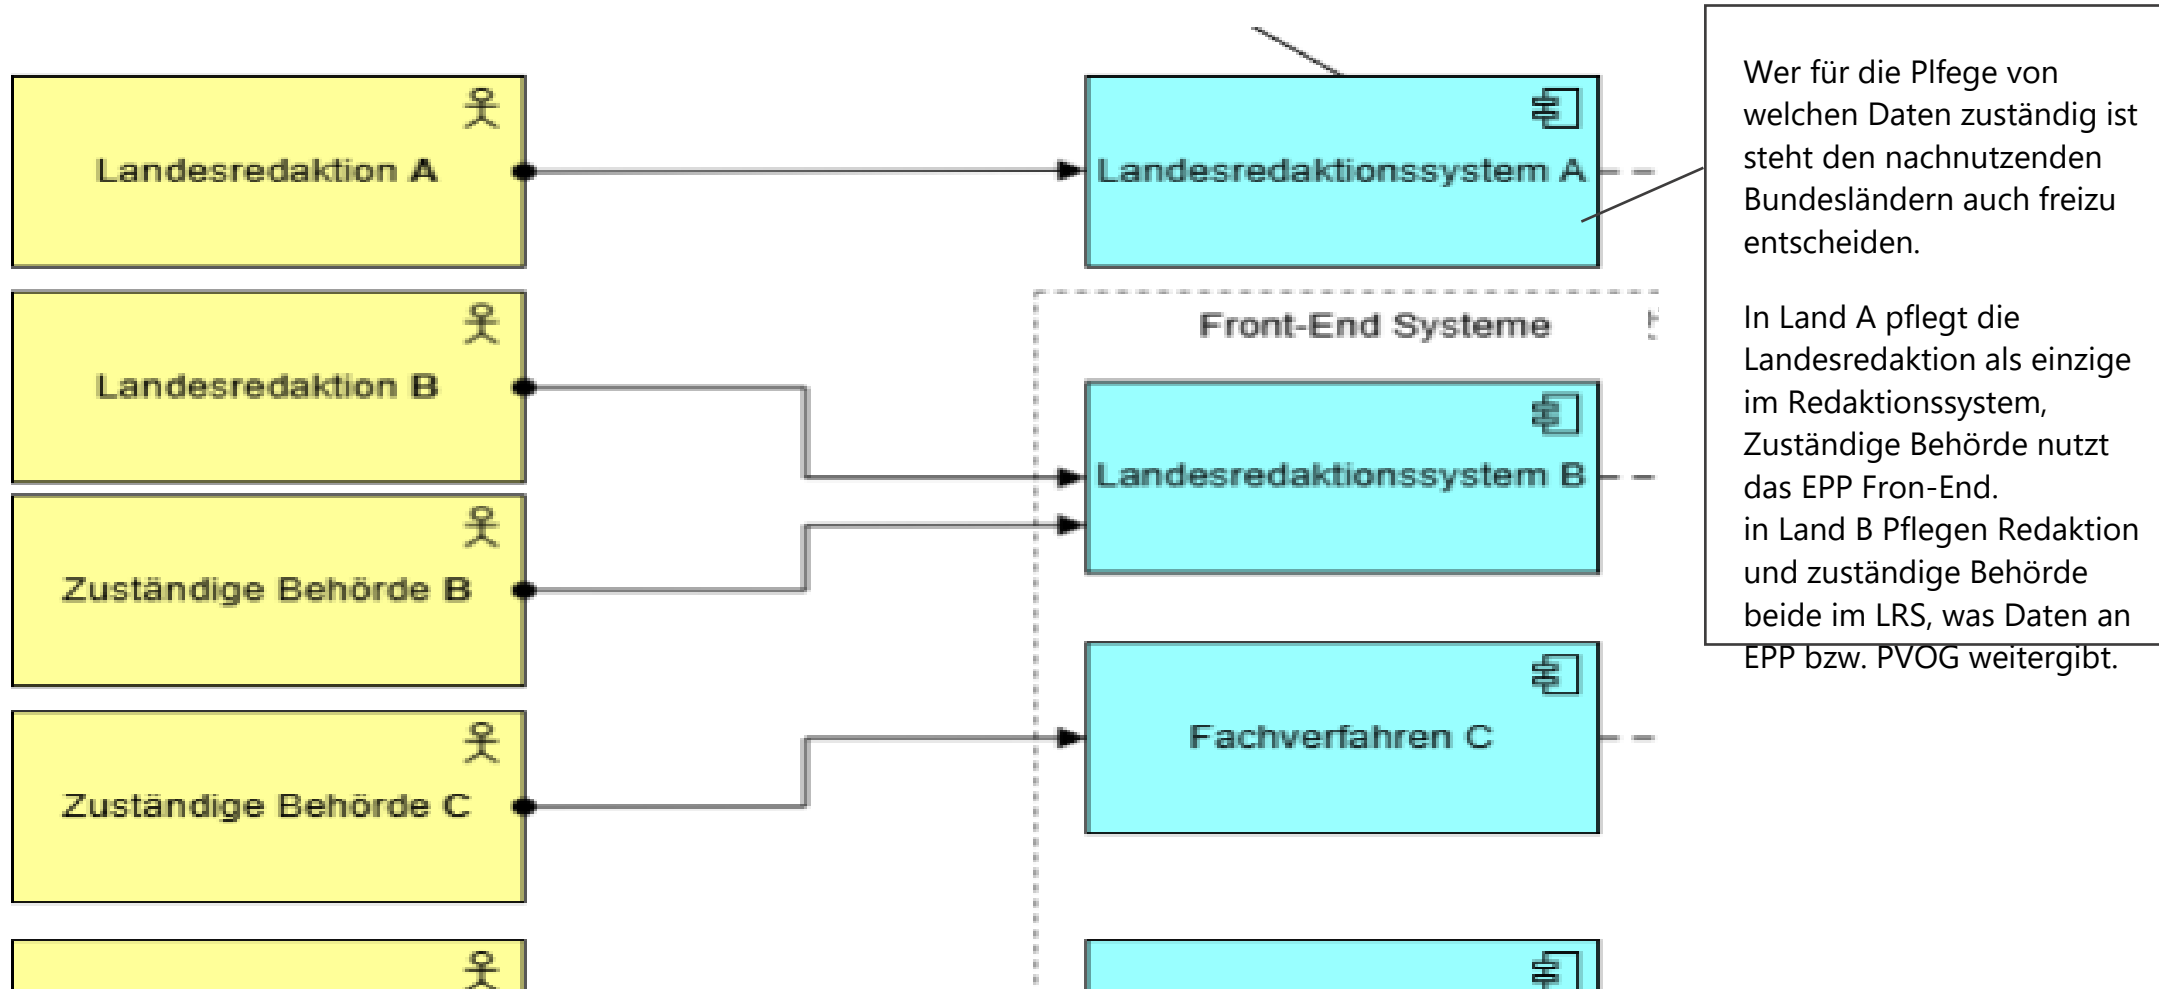 Landesredaktion A
Landesredaktion B
Zuständige Behörde B
Zuständige Behörde C
Landesredaktionssystem A
Front-End Systeme
Landesredaktionssystem B
Fachverfahren C
Wer für die Plfege von
welchen Daten zuständig ist
steht den nachnutzenden
Bundesländern auch freizu
entscheiden.
In Land A pflegt die
Landesredaktion als einzige
im Redaktionssystem,
Zuständige Behörde nutzt
das EPP Fron-End.
in Land B Pflegen Redaktion
und zuständige Behörde
beide im LRS, was Daten an
EPP bzw. PVOG weitergibt.